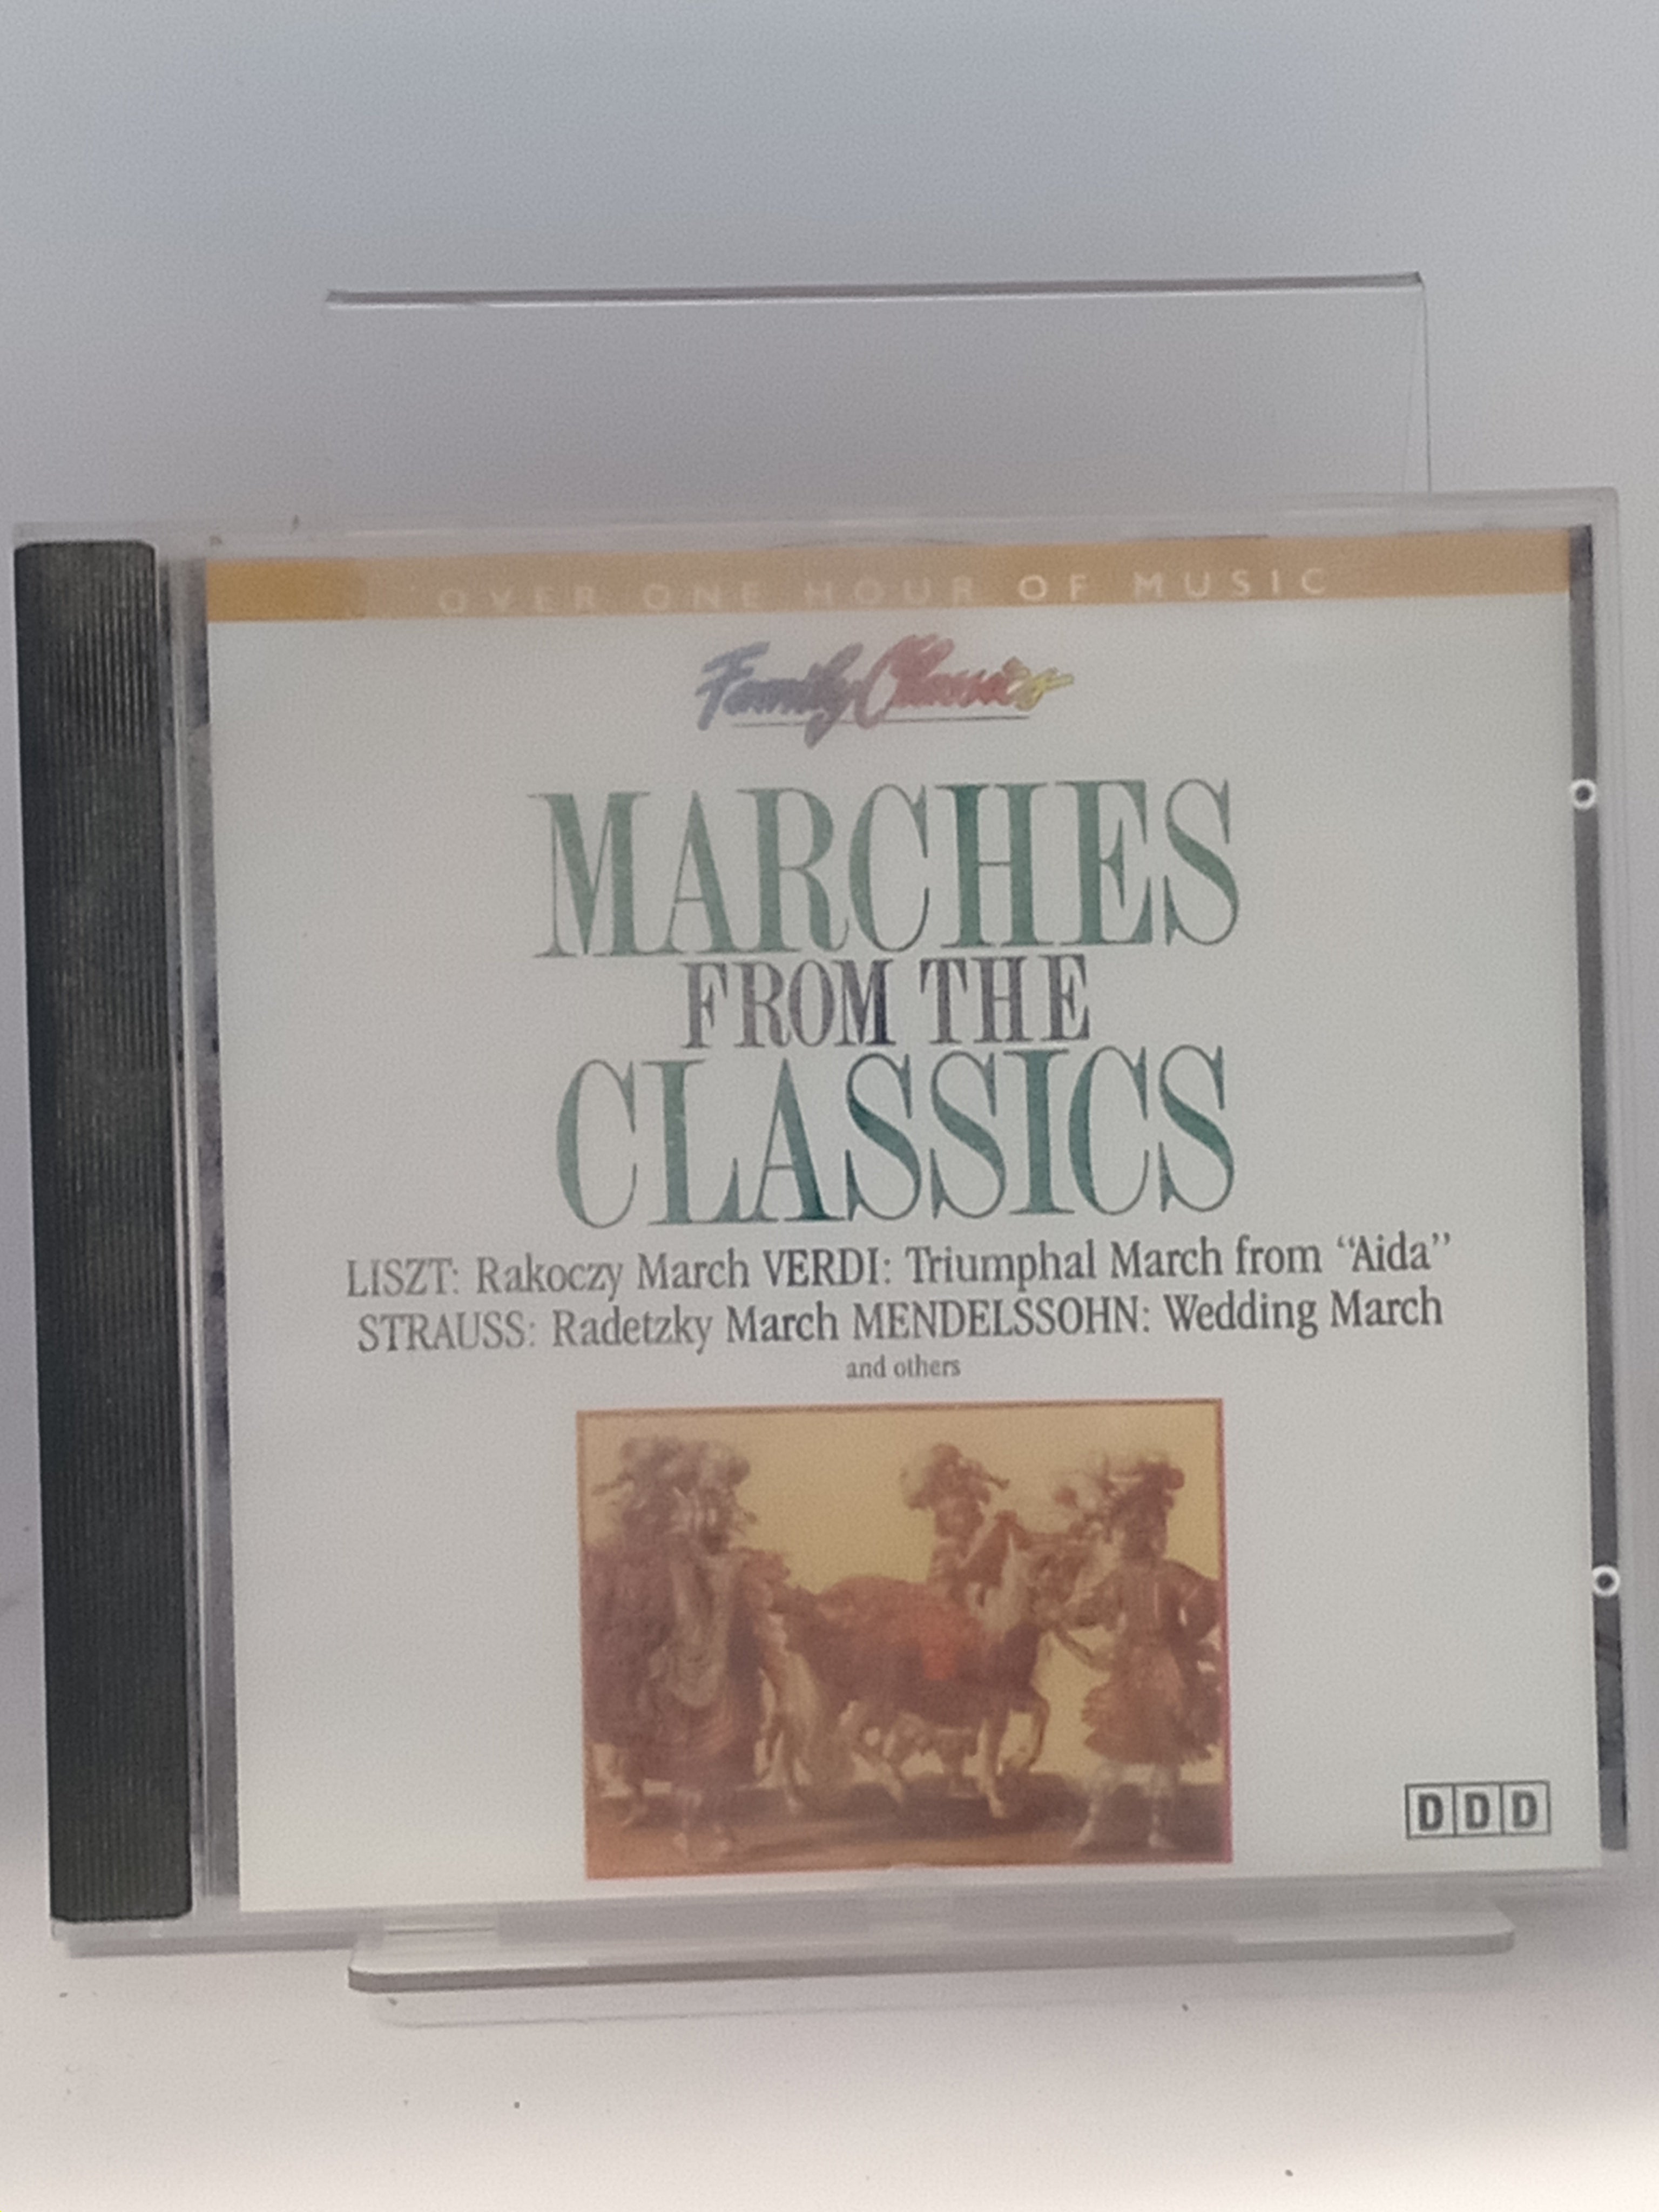 OVER ONE HOUR OF MUSIC
Family Classics
MARCHES
FROM THE
CLASSICS
LISZT: Rakoczy March VERDI: Triumphal March from “Aida”
STRAUSS: Radetzky March MENDELSSOHN: Wedding March
and others
DDD